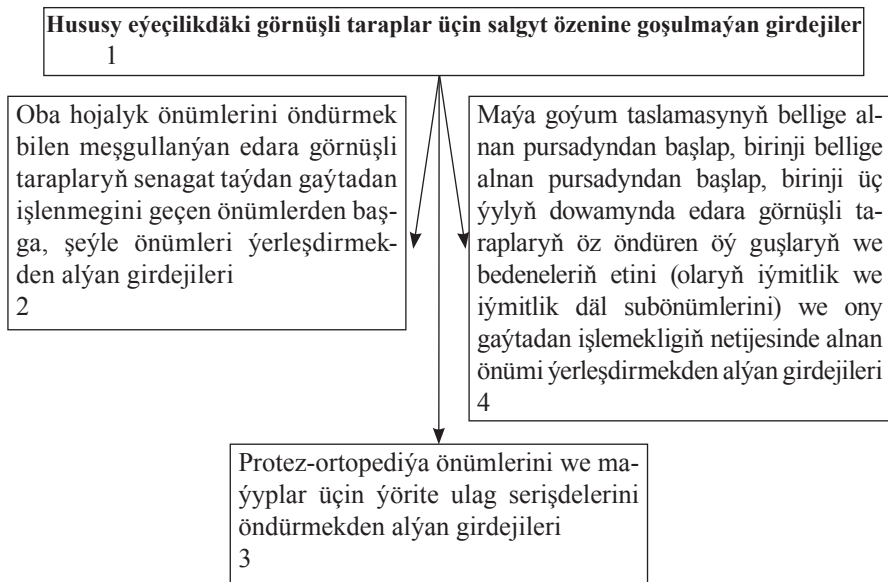 Hususy eýeçilikdäki görnüşli taraplar üçin salgyt özenine goşulmaýan girdejiler
1
Oba hojalyk önümlerini öndürmek
bilen meşgullanýan edara görnüşli
taraplaryň senagat taýdan gaýtadan
işlenmegini geçen önümlerden baş-
ga, şeýle önümleri ýerleşdirmek-
den alýan girdejileri
2
Maýa goýum taslamasynyň bellige al-
nan pursadyndan başlap, birinji bellige
alnan pursadyndan başlap, birinji üç
ýylyň dowamynda edara görnüşli ta-
raplaryň öz öndüren öý guşlaryň we
bedeneleriň etini (olaryň iýmitlik we
iýmitlik däl subönümlerini) we ony
gaýtadan işlemekligiň netijesinde alnan
önümi ýerleşdirmekden alýan girdejileri
4
Protez-ortopediýa önümlerini we ma-
ýyplar üçin ýörite ulag serişdelerini
öndürmekden alýan girdejileri
3